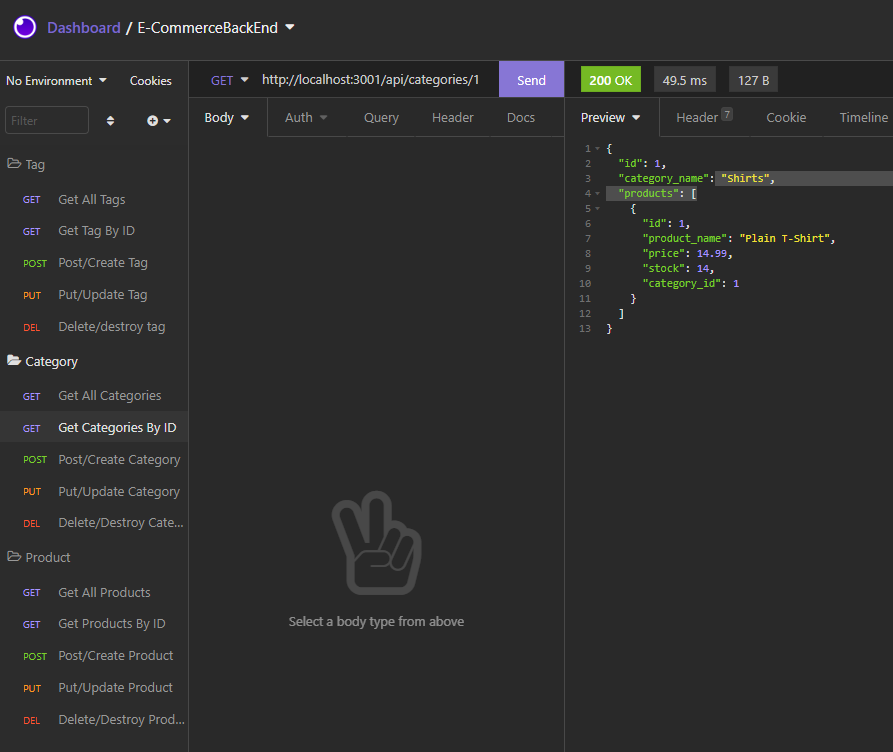 Dashboard / E-CommerceBackEnd
No Environment Cookies
GET http://localhost:3001/api/categories/1 Send
200 OK 49.5 ms 127 B
Filter
Body Auth Query Header Docs
Preview Header 7 Cookie Timeline
Tag
GET Get All Tags
GET Get Tag By ID
POST Post/Create Tag
PUT Put/Update Tag
DEL Delete/destroy tag
Category
GET Get All Categories
GET Get Categories By ID
POST Post/Create Category
PUT Put/Update Category
DEL Delete/Destroy Cate...
Product
GET Get All Products
GET Get Products By ID
POST Post/Create Product
PUT Put/Update Product
DEL Delete/Destroy Prod...
Select a body type from above
1 {
2 "id": 1,
3 "category_name": "Shirts",
4 "products": [
5 {
6 "id": 1,
7 "product_name": "Plain T-Shirt",
8 "price": 14.99,
9 "stock": 14,
10 "category_id": 1
11 }
12 ]
13 }